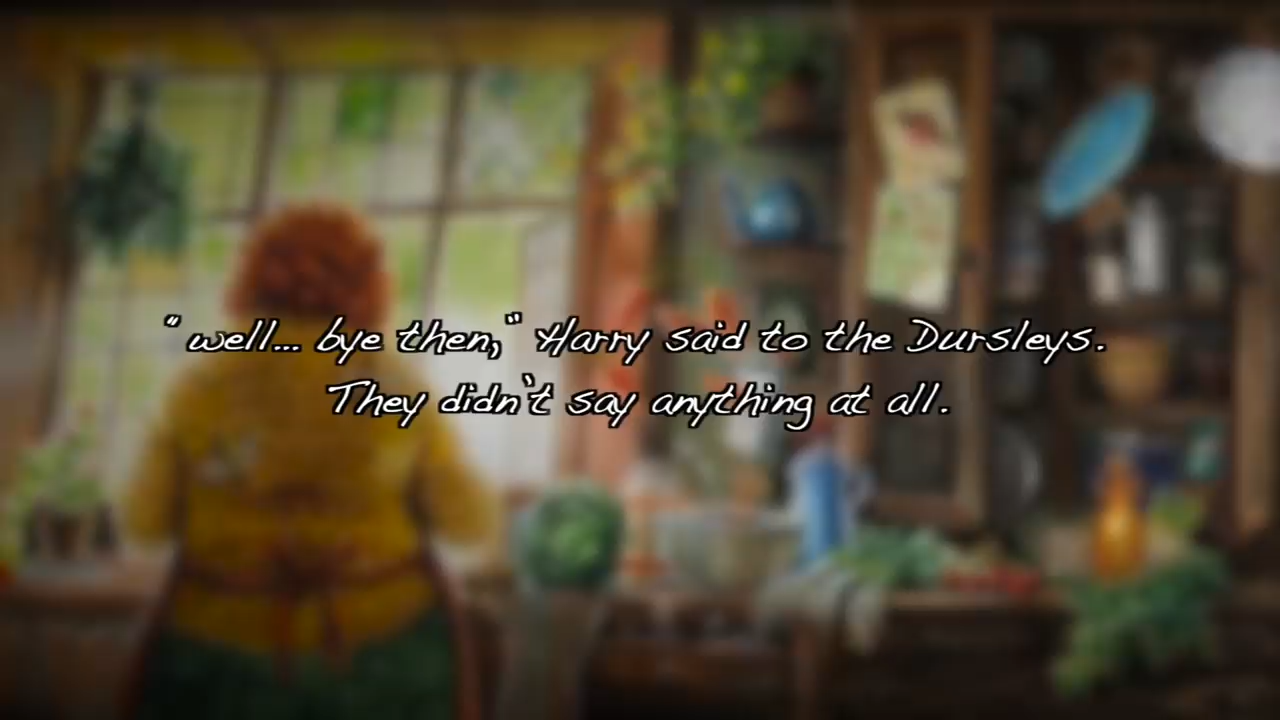 "well... bye then," Harry said to the Dursleys.
They didn't say anything at all.